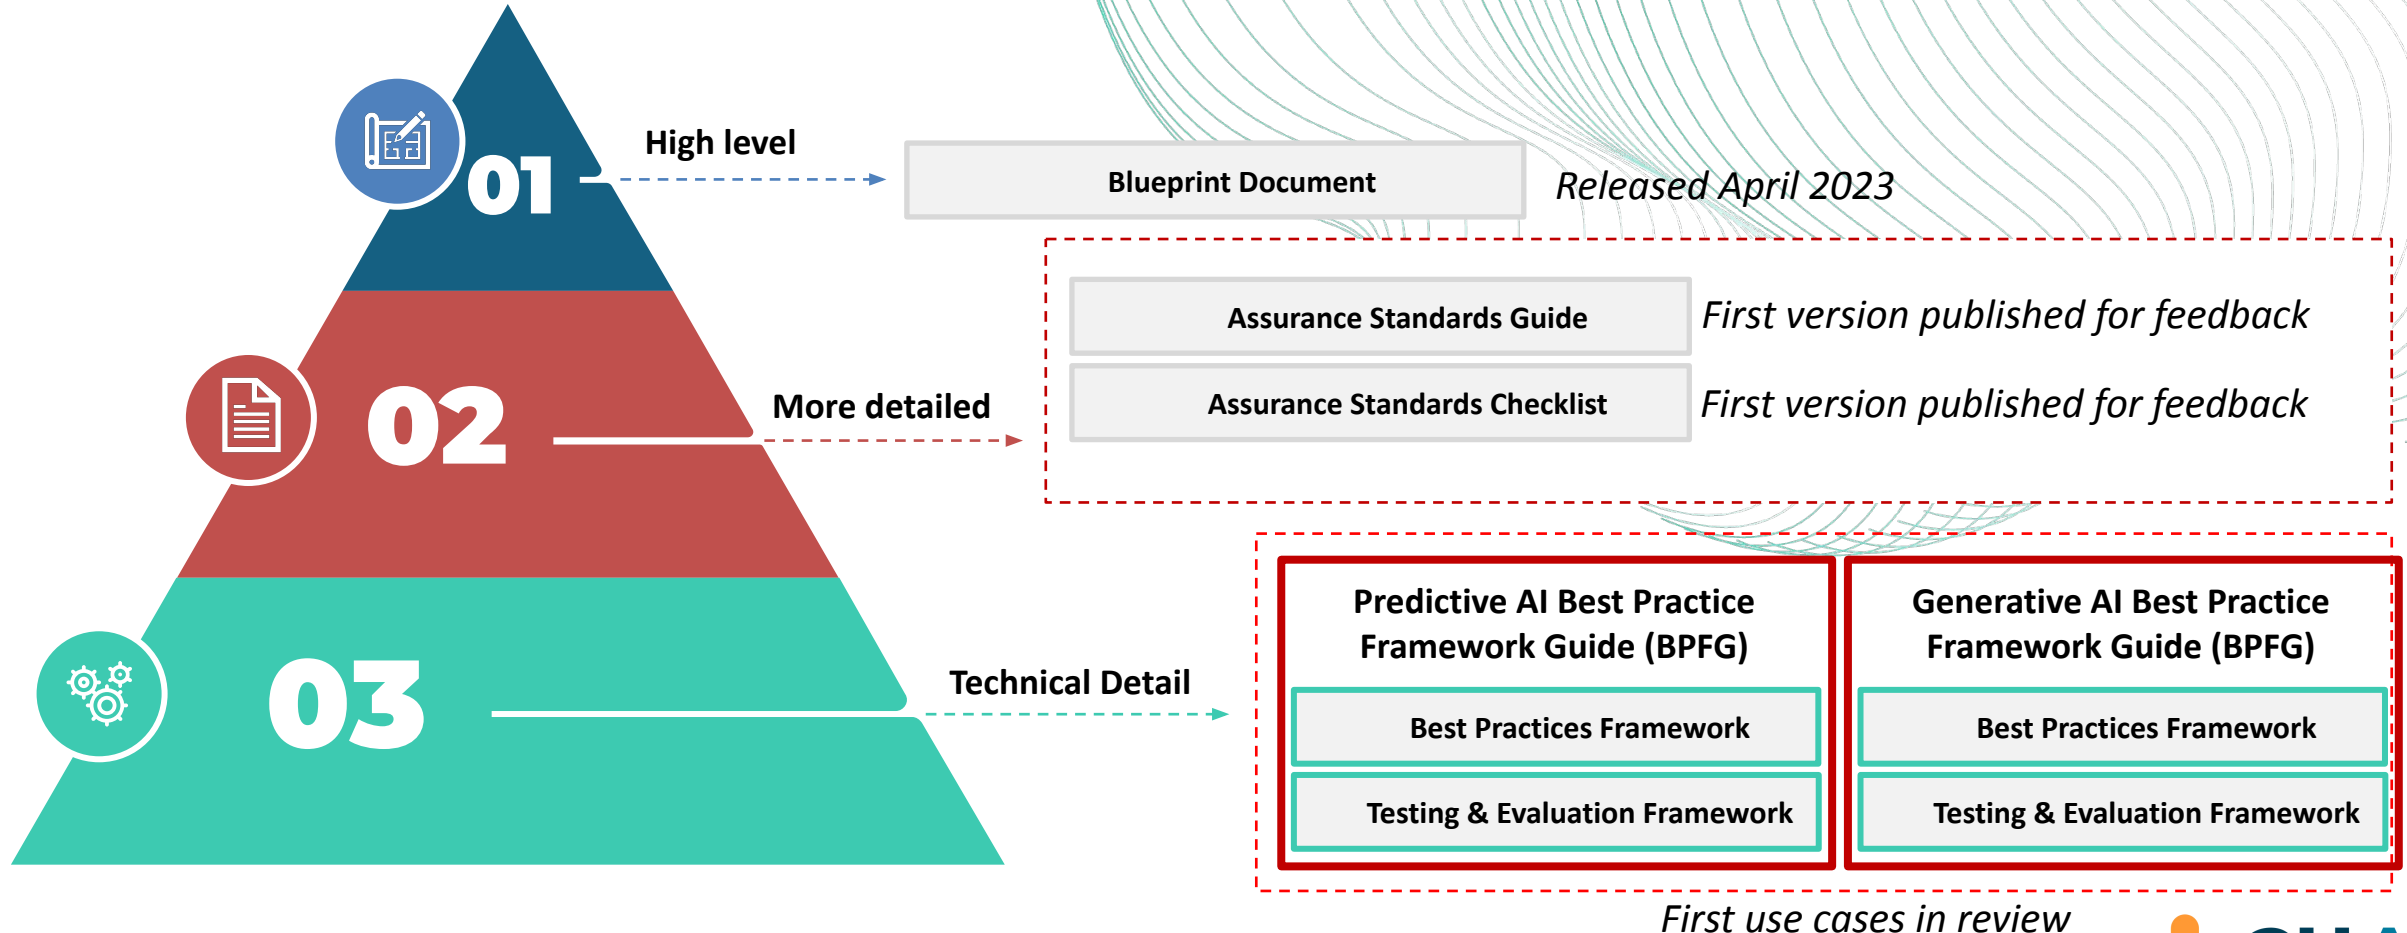 01
High level
Blueprint Document
Released April 2023
02
More detailed
Assurance Standards Guide
First version published for feedback
Assurance Standards Checklist
First version published for feedback
03
Technical Detail
Predictive AI Best Practice
Framework Guide (BPFG)
Best Practices Framework
Testing & Evaluation Framework
Generative AI Best Practice
Framework Guide (BPFG)
Best Practices Framework
Testing & Evaluation Framework
First use cases in review